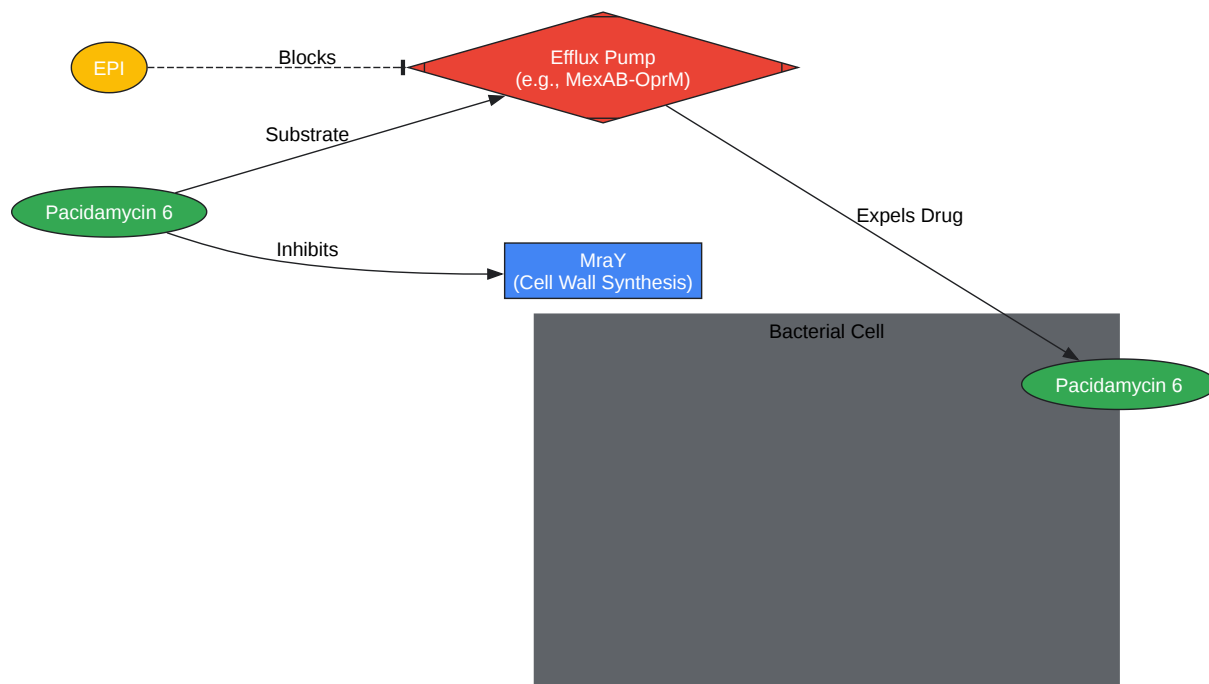 EPI
Blocks
Efflux Pump
(e.g., MexAB-OprM)
Substrate
Pacidamycin 6
Inhibits
Expels Drug
MraY
(Cell Wall Synthesis)
Bacterial Cell
Pacidamycin 6